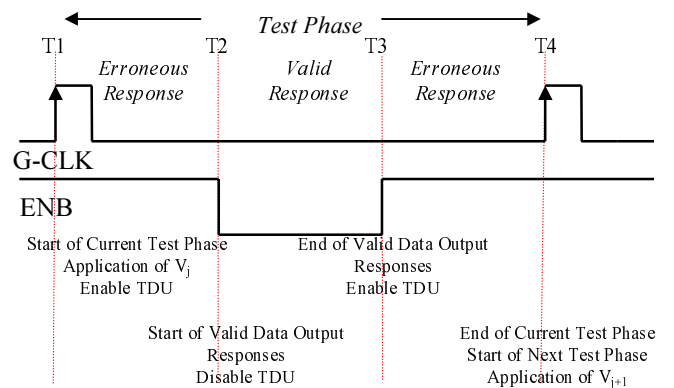 Test Phase
T1 T2 T3 T4
Erroneous Response
Valid Response
Erroneous Response
G-CLK
ENB
Start of Current Test Phase
Application of Vj
Enable TDU
End of Valid Data Output
Responses
Enable TDU
Start of Valid Data Output
Responses
Disable TDU
End of Current Test Phase
Start of Next Test Phase
Application of Vj+1